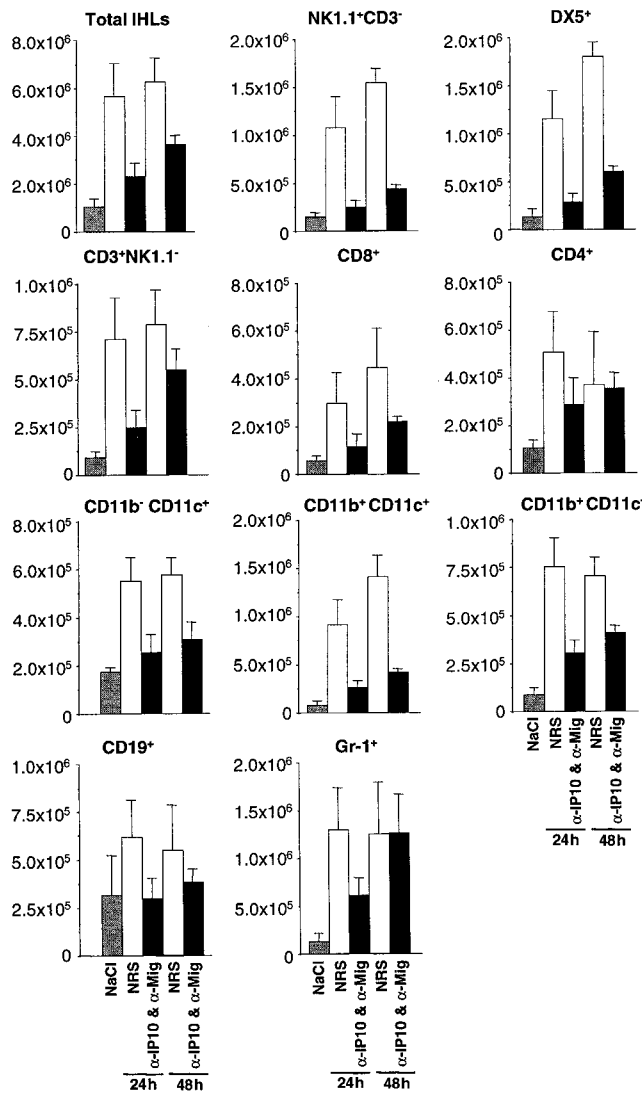 Total IHLs
8.0x10⁶
6.0x10⁶
4.0x10⁶
2.0x10⁶
0
NK1.1⁺CD3⁻
2.0x10⁶
1.5x10⁶
1.0x10⁶
5.0x10⁵
0
DX5⁺
2.0x10⁶
1.5x10⁶
1.0x10⁶
5.0x10⁵
0
CD3⁺NK1.1⁻
1.0x10⁶
7.5x10⁵
5.0x10⁵
2.5x10⁵
0
CD8⁺
8.0x10⁵
6.0x10⁵
4.0x10⁵
2.0x10⁵
0
CD4⁺
8.0x10⁵
6.0x10⁵
4.0x10⁵
2.0x10⁵
0
CD11b⁻ CD11c⁺
8.0x10⁵
6.0x10⁵
4.0x10⁵
2.0x10⁵
0
CD11b⁺ CD11c⁺
2.0x10⁶
1.5x10⁶
1.0x10⁶
5.0x10⁵
0
CD11b⁺ CD11c
1.0x10⁶
7.5x10⁵
5.0x10⁵
2.5x10⁵
0
NaCl
NRS
α-IP10 & α-Mig
NRS
α-IP10 & α-Mig
24h
48h
CD19⁺
1.0x10⁶
7.5x10⁵
5.0x10⁵
2.5x10⁵
0
NaCl
NRS
α-IP10 & α-Mig
NRS
α-IP10 & α-Mig
24h
48h
Gr-1⁺
2.0x10⁶
1.5x10⁶
1.0x10⁶
5.0x10⁵
0
NaCl
NRS
α-IP10 & α-Mig
NRS
α-IP10 & α-Mig
24h
48h